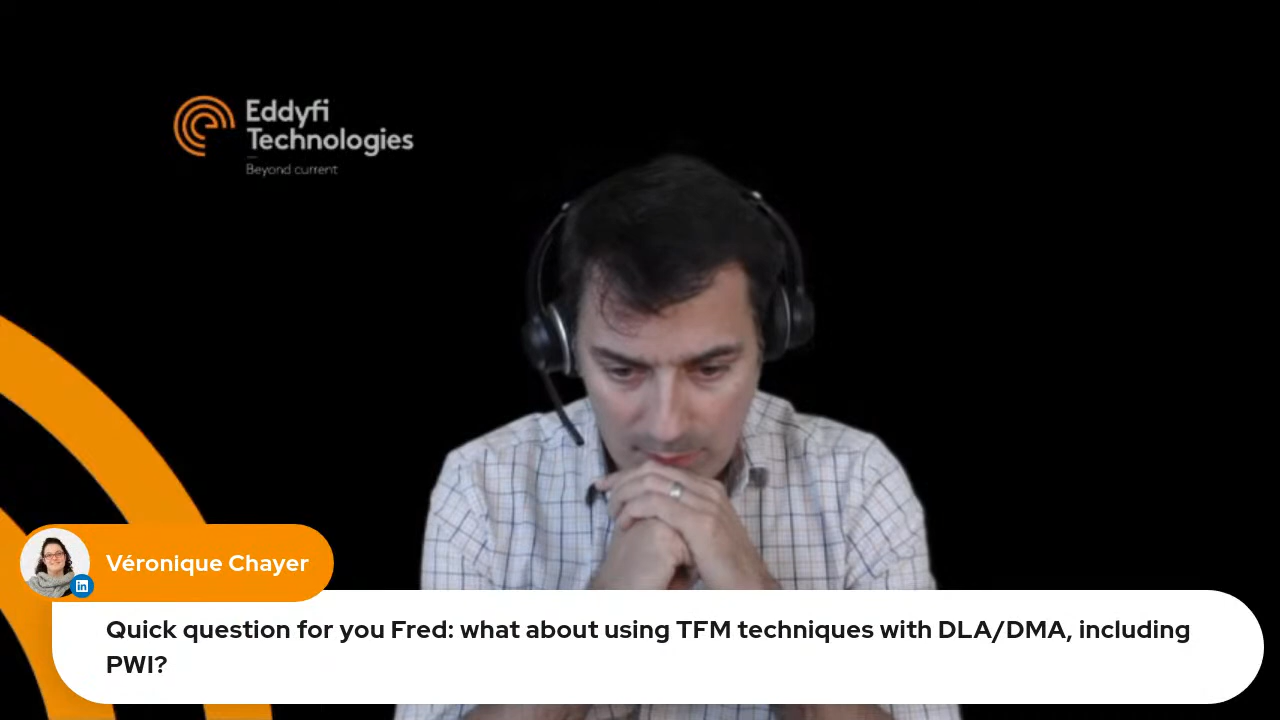 Eddyfi
Technologies
Beyond current
Véronique Chayer
in
Quick question for you Fred: what about using TFM techniques with DLA/DMA, including
PWI?